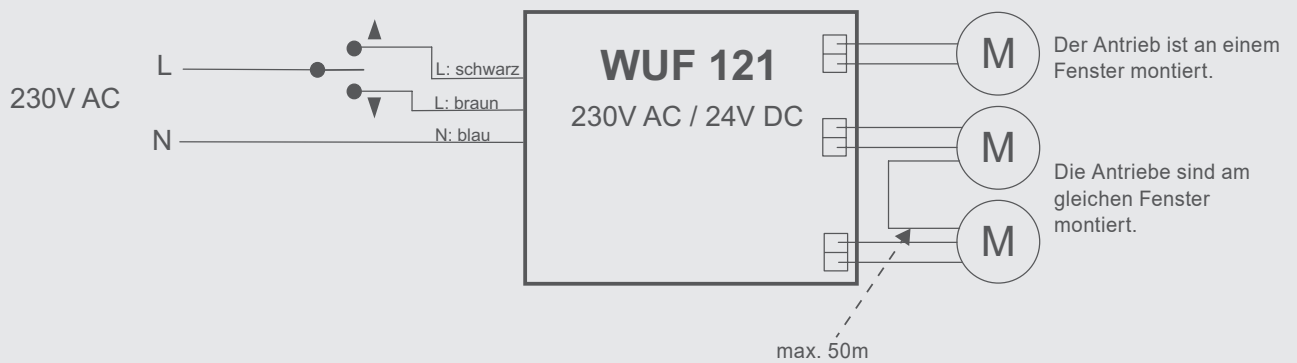 230V AC
L
N
L: schwarz
L: braun
N: blau
WUF 121
230V AC / 24V DC
M
Der Antrieb ist an einem
Fenster montiert.
M
M
Die Antriebe sind am
gleichen Fenster
montiert.
max. 50m